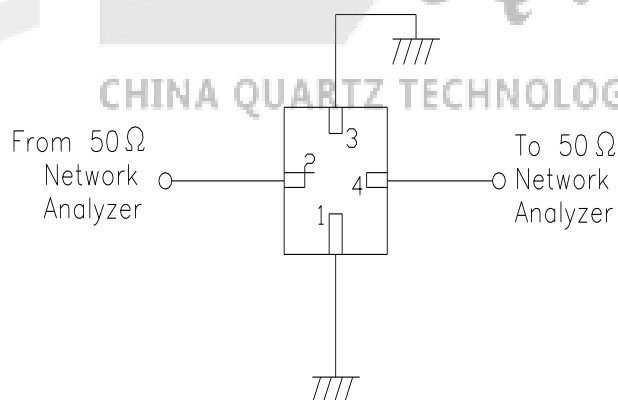 CHINA QUARTZ TECHNOLOG
3
From 50Ω
Network
Analyzer
2
4
1
To 50Ω
Network
Analyzer